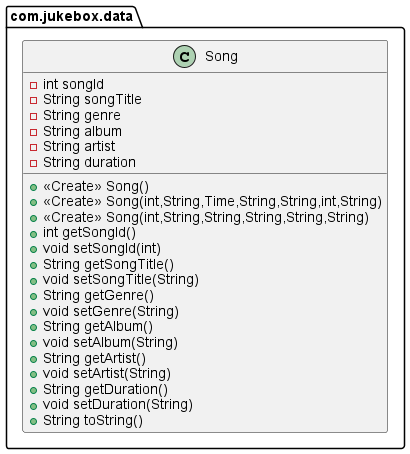 com.jukebox.data
C Song
int songId
String songTitle
String genre
String album
String artist
String duration
«Create» Song()
«Create» Song(int,String,Time,String,String,int,String)
«Create» Song(int,String,String,String,String,String)
int getSongId()
void setSongId(int)
String getSongTitle()
void setSongTitle(String)
String getGenre()
void setGenre(String)
String getAlbum()
void setAlbum(String)
String getArtist()
void setArtist(String)
String getDuration()
void setDuration(String)
String toString()